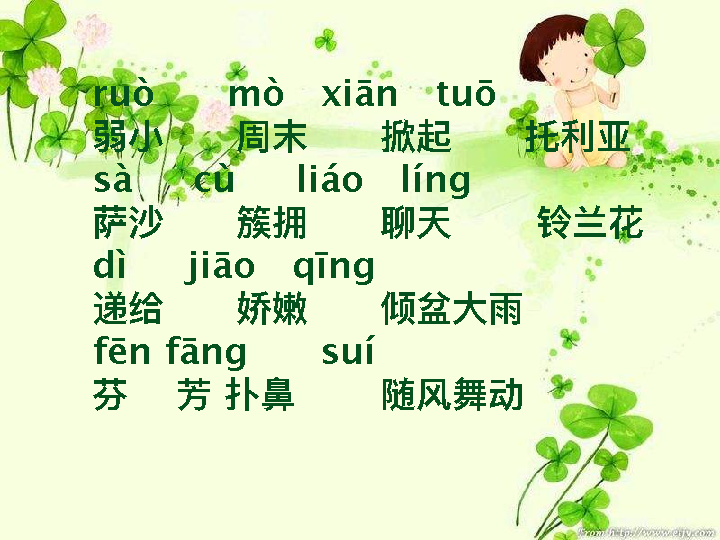 ruò mò xiān tuō
弱小 周末 掀起 托利亚
sà cù liáo líng
萨沙 簇拥 聊天 铃兰花
dì jiāo qīng
递给 娇嫩 倾盆大雨
fēn fāng suí
芬 芳 扑鼻 随风舞动
From:http://www.eijy.com